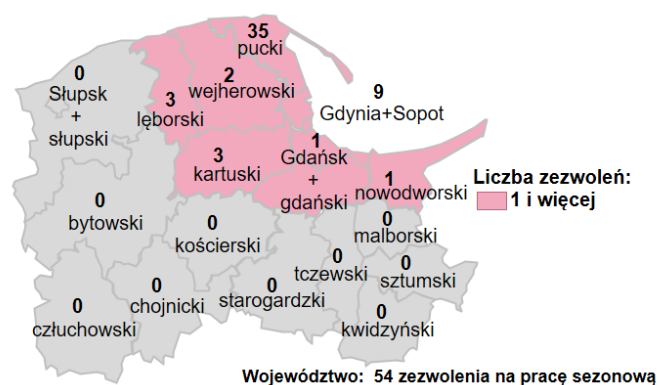 35
pucki
0
Słupsk
+
słupski
2
wejherowski
3
lęborski
9
Gdynia+Sopot
3
kartuski
1
Gdańsk
+
gdański
1
nowodworski
Liczba zezwoleń:
1 i więcej
0
bytowski
0
kościerski
0
malborski
0
tczewski
0
sztumski
0
człuchowski
0
chojnicki
0
starogardzki
0
kwidzyński
Województwo: 54 zezwolenia na pracę sezonową